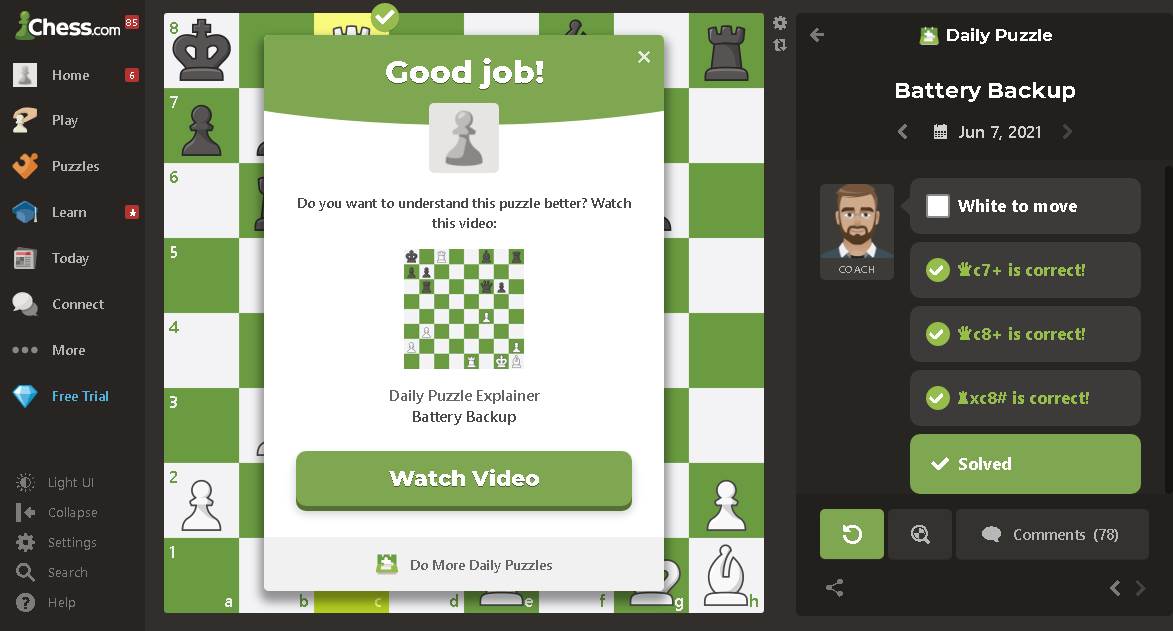 Chess.com 85
Home 6
Play
Puzzles
Learn
Today
Connect
More
Free Trial
Light UI
Collapse
Settings
Search
Help
8
7
6
5
4
3
2
1
a b c d e f g h
Good job!
Do you want to understand this puzzle better? Watch
this video:
Daily Puzzle Explainer
Battery Backup
Watch Video
Do More Daily Puzzles
Daily Puzzle
Battery Backup
Jun 7, 2021
COACH
White to move
♛c7+ is correct!
♛c8+ is correct!
♜xc8# is correct!
Solved
Comments (78)